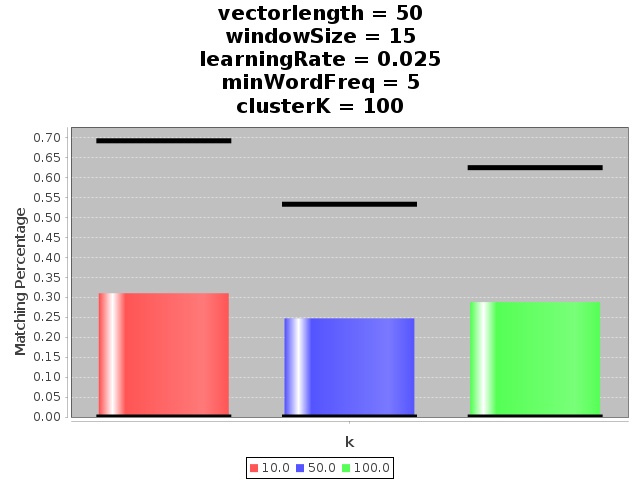 vectorlength = 50
windowSize = 15
learningRate = 0.025
minWordFreq = 5
clusterK = 100
Matching Percentage
0.70
0.65
0.60
0.55
0.50
0.45
0.40
0.35
0.30
0.25
0.20
0.15
0.10
0.05
0.00
k
10.0 50.0 100.0